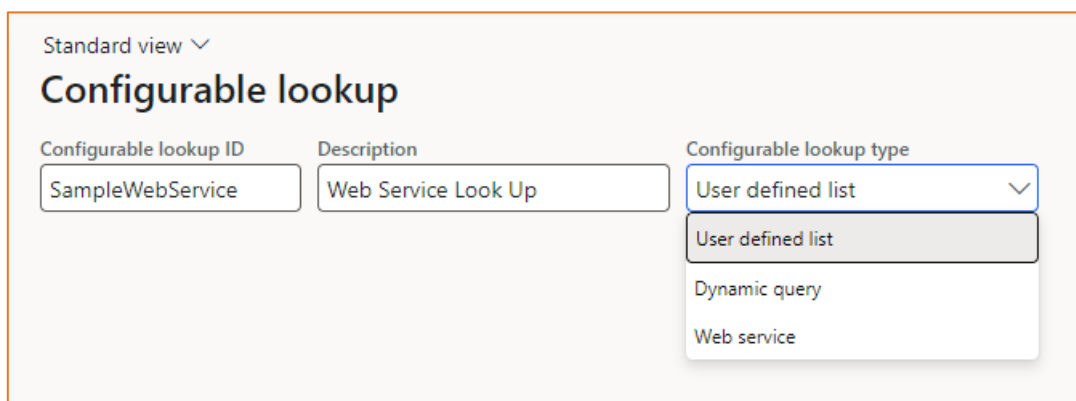 Standard view
Configurable lookup
Configurable lookup ID Description Configurable lookup type
SampleWebService Web Service Look Up User defined list
User defined list
Dynamic query
Web service